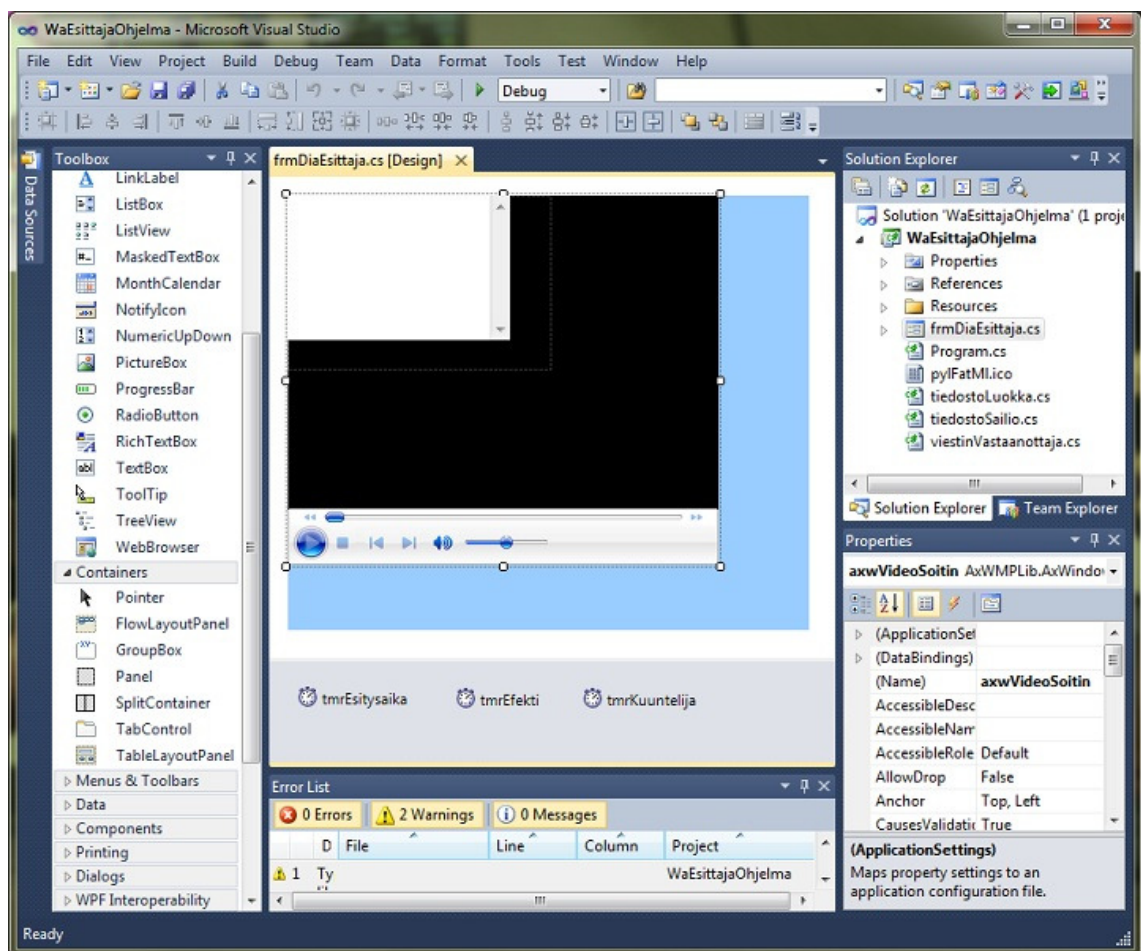 WaEsittajaOhjelma - Microsoft Visual Studio
File Edit View Project Build Debug Team Data Format Tools Test Window Help
Debug
Data Sources
Toolbox
LinkLabel
ListBox
ListView
MaskedTextBox
MonthCalendar
NotifyIcon
NumericUpDown
PictureBox
ProgressBar
RadioButton
RichTextBox
TextBox
ToolTip
TreeView
WebBrowser
Containers
Pointer
FlowLayoutPanel
GroupBox
Panel
SplitContainer
TabControl
TableLayoutPanel
Menus & Toolbars
Data
Components
Printing
Dialogs
WPF Interoperability
frmDiaEsittaja.cs [Design]
tmrEsitysaika tmrEfekti tmrKuuntelija
Error List
0 Errors 2 Warnings 0 Messages
D File Line Column Project
1 Ty WaEsittajaOhjelma
Solution Explorer
Solution 'WaEsittajaOhjelma' (1 proje
WaEsittajaOhjelma
Properties
References
Resources
frmDiaEsittaja.cs
Program.cs
pylFatMI.ico
tiedostoLuokka.cs
tiedostoSailio.cs
viestinVastaanottaja.cs
Solution Explorer Team Explorer
Properties
axwVideoSoitin AxWMPLib.AxWindo
(ApplicationSet
(DataBindings)
(Name) axwVideoSoitin
AccessibleDesc
AccessibleNam
AccessibleRole Default
AllowDrop False
Anchor Top, Left
CausesValidatic True
(ApplicationSettings)
Maps property settings to an
application configuration file.
Ready